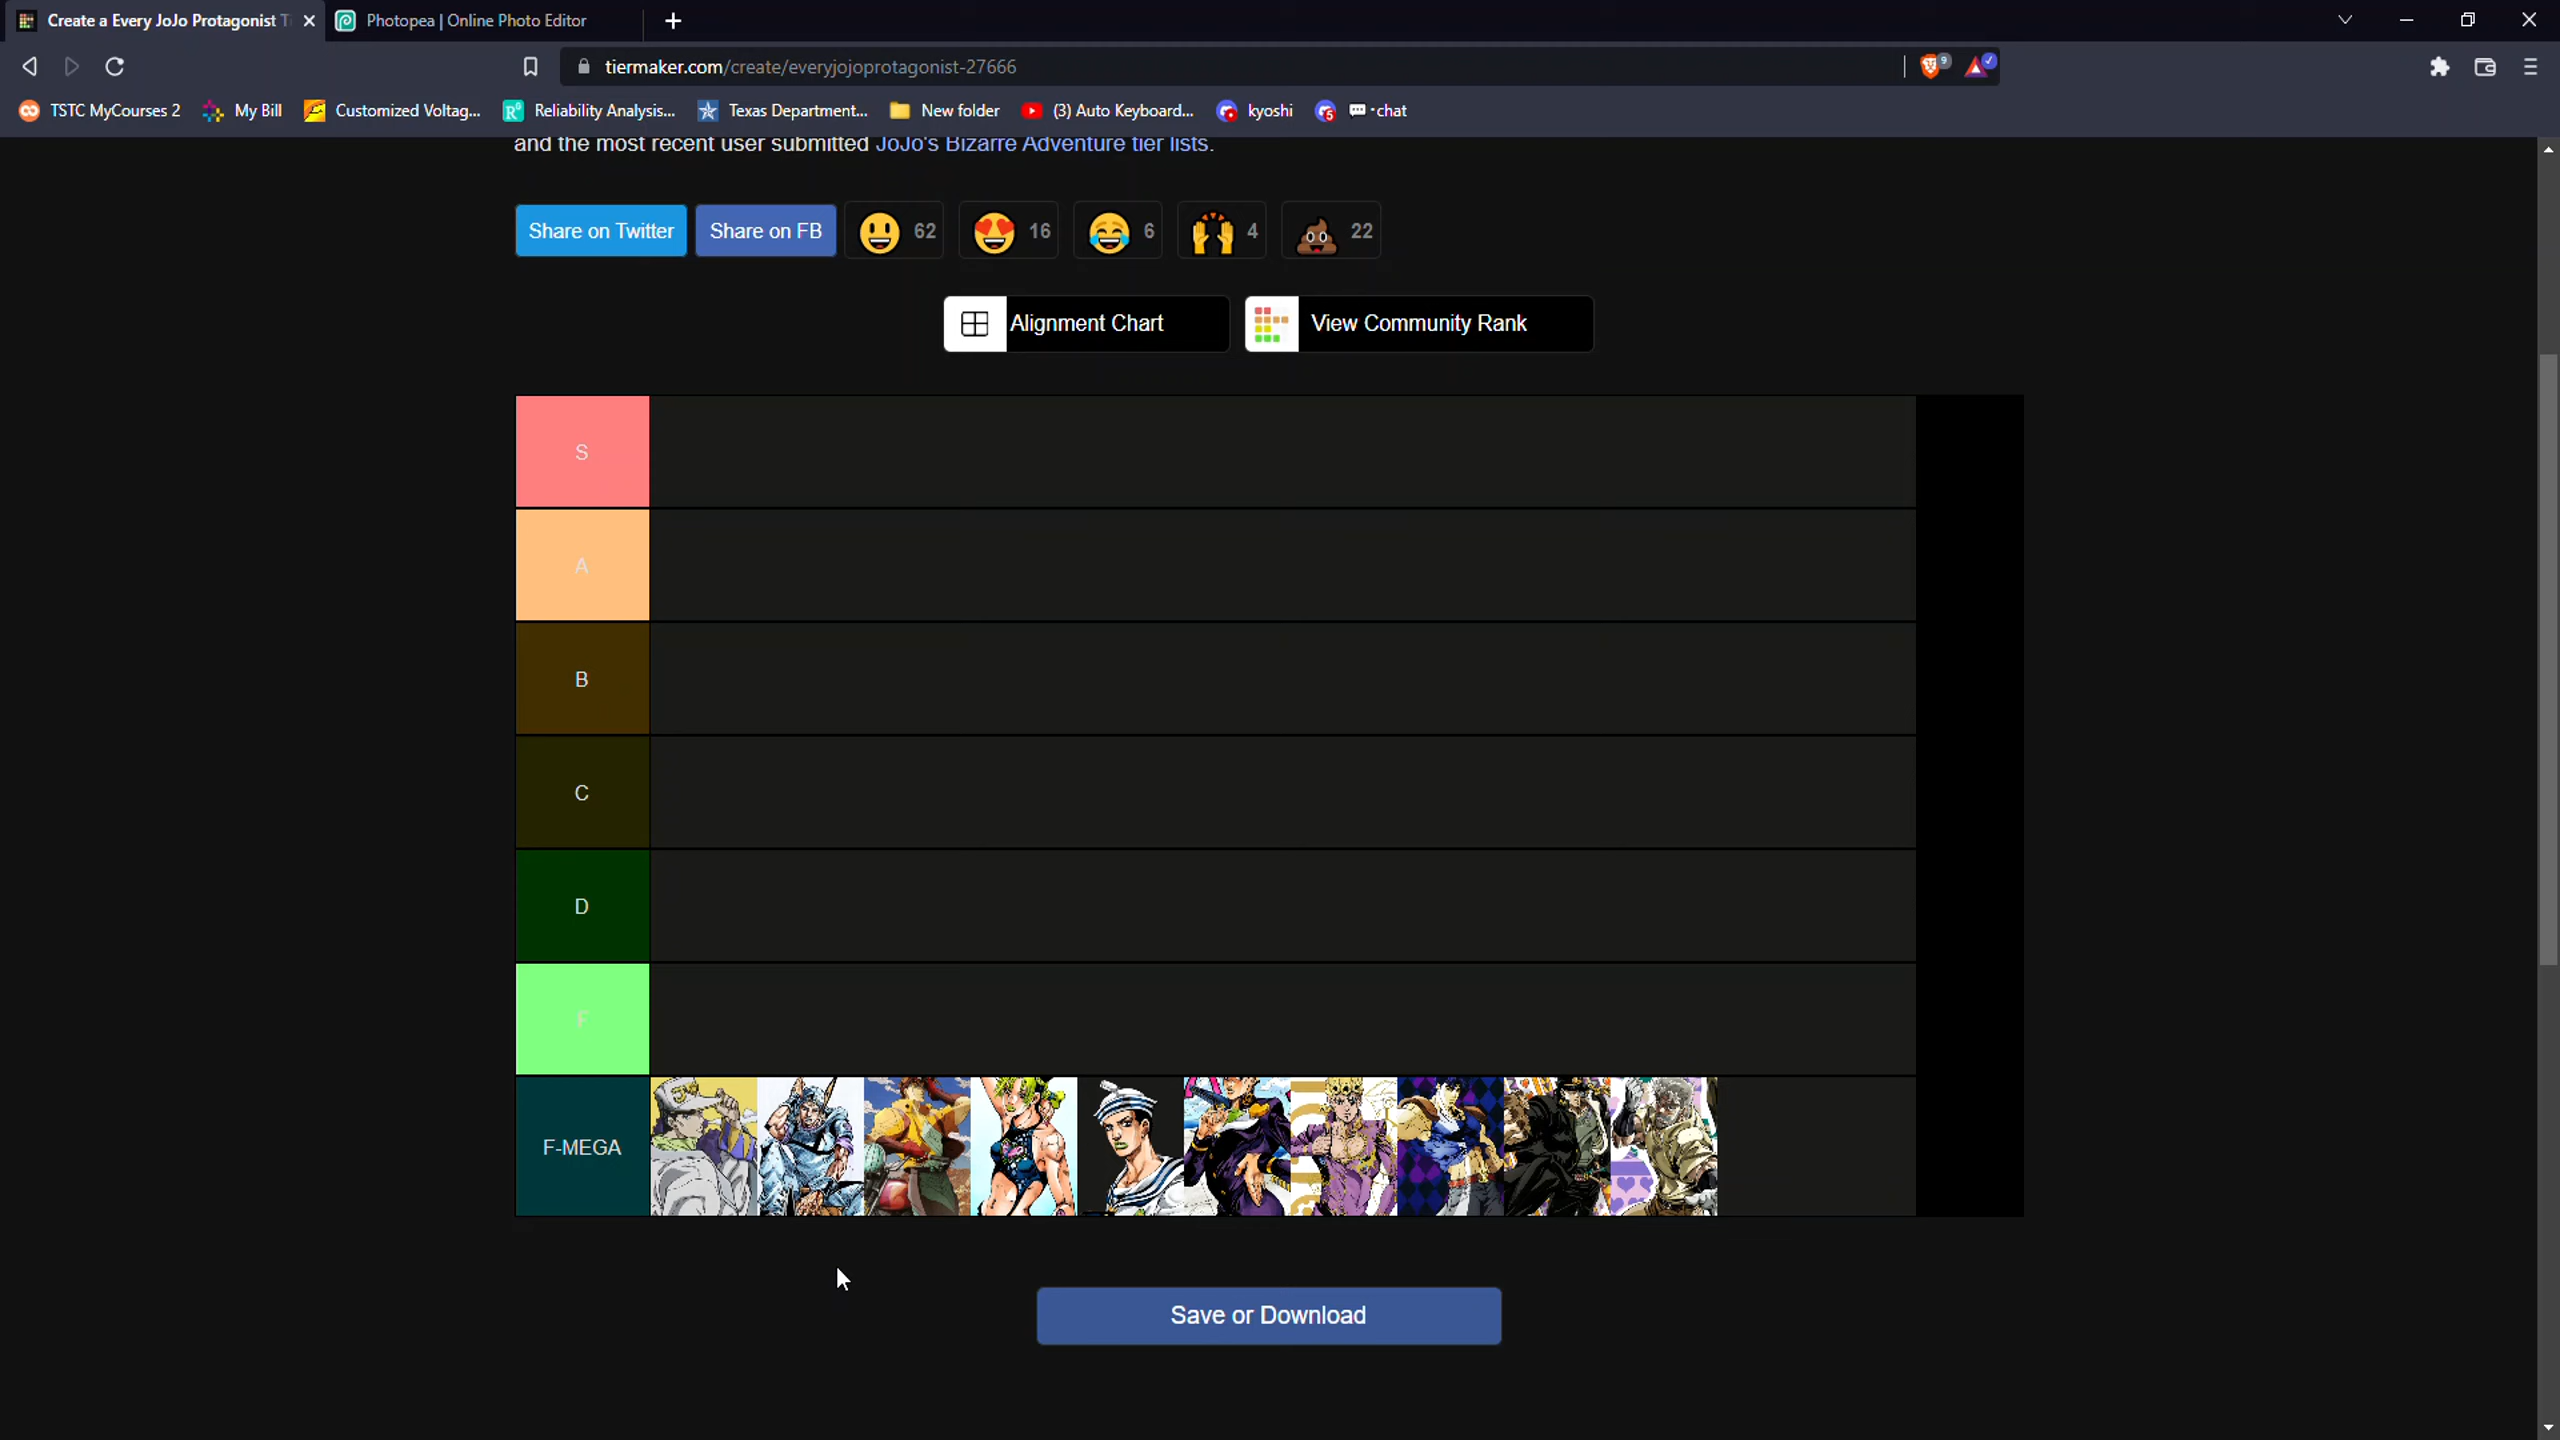 Create a Every JoJo Protagonist T
Photopea | Online Photo Editor
tiermaker.com/create/everyjojoprotagonist-27666
9
TSTC MyCourses 2
My Bill
Customized Voltag...
Reliability Analysis...
Texas Department...
New folder
(3) Auto Keyboard...
kyoshi
5
chat
and the most recent user submitted JoJo's Bizarre Adventure tier lists.
Share on Twitter
Share on FB
62
16
6
4
22
Alignment Chart
View Community Rank
S
A
B
C
D
F
F-MEGA
Save or Download